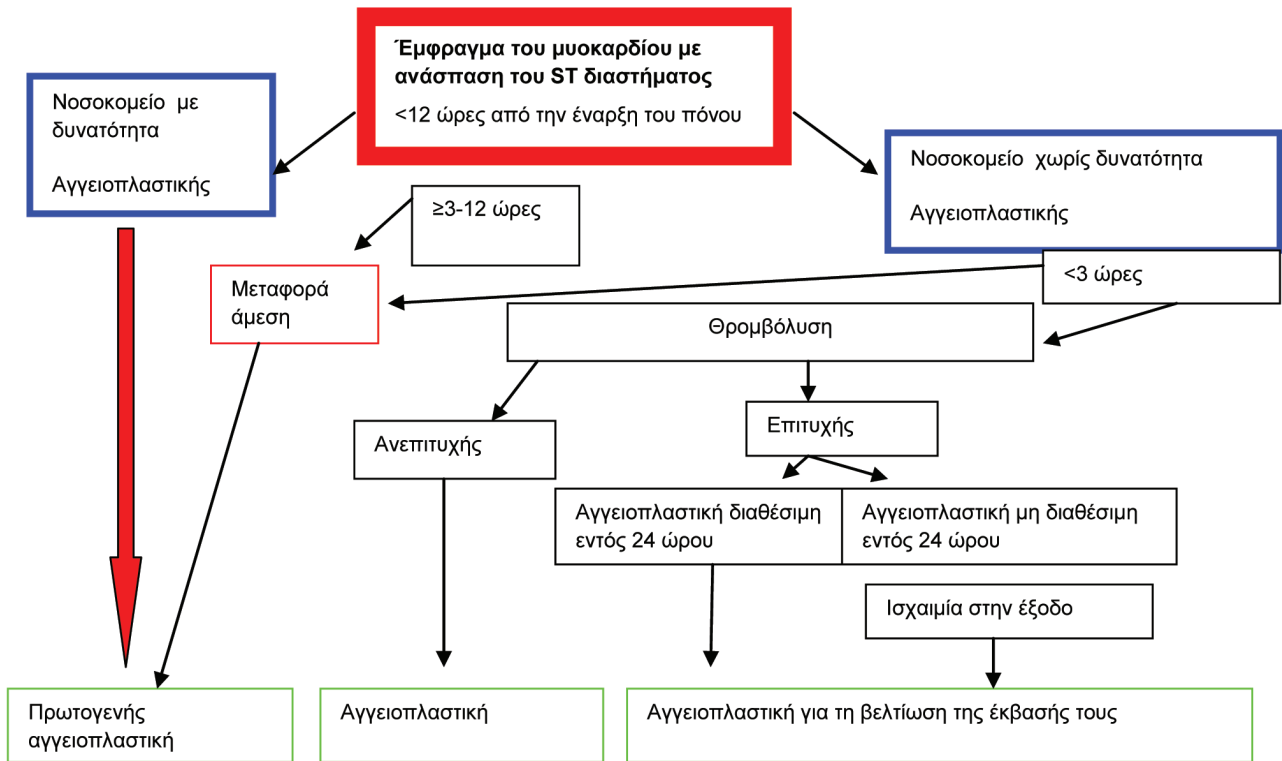 Έμφραγμα του μυοκαρδίου με
ανάσπαση του ST διαστήματος
<12 ώρες από την έναρξη του πόνου
Νοσοκομείο με
δυνατότητα
Αγγειοπλαστικής
Νοσοκομείο χωρίς δυνατότητα
Αγγειοπλαστικής
≥3-12 ώρες
<3 ώρες
Μεταφορά
άμεση
Θρομβόλυση
Ανεπιτυχής
Επιτυχής
Αγγειοπλαστική διαθέσιμη
εντός 24 ώρου
Αγγειοπλαστική μη διαθέσιμη
εντός 24 ώρου
Ισχαιμία στην έξοδο
Πρωτογενής
αγγειοπλαστική
Αγγειοπλαστική
Αγγειοπλαστική για τη βελτίωση της έκβασής τους